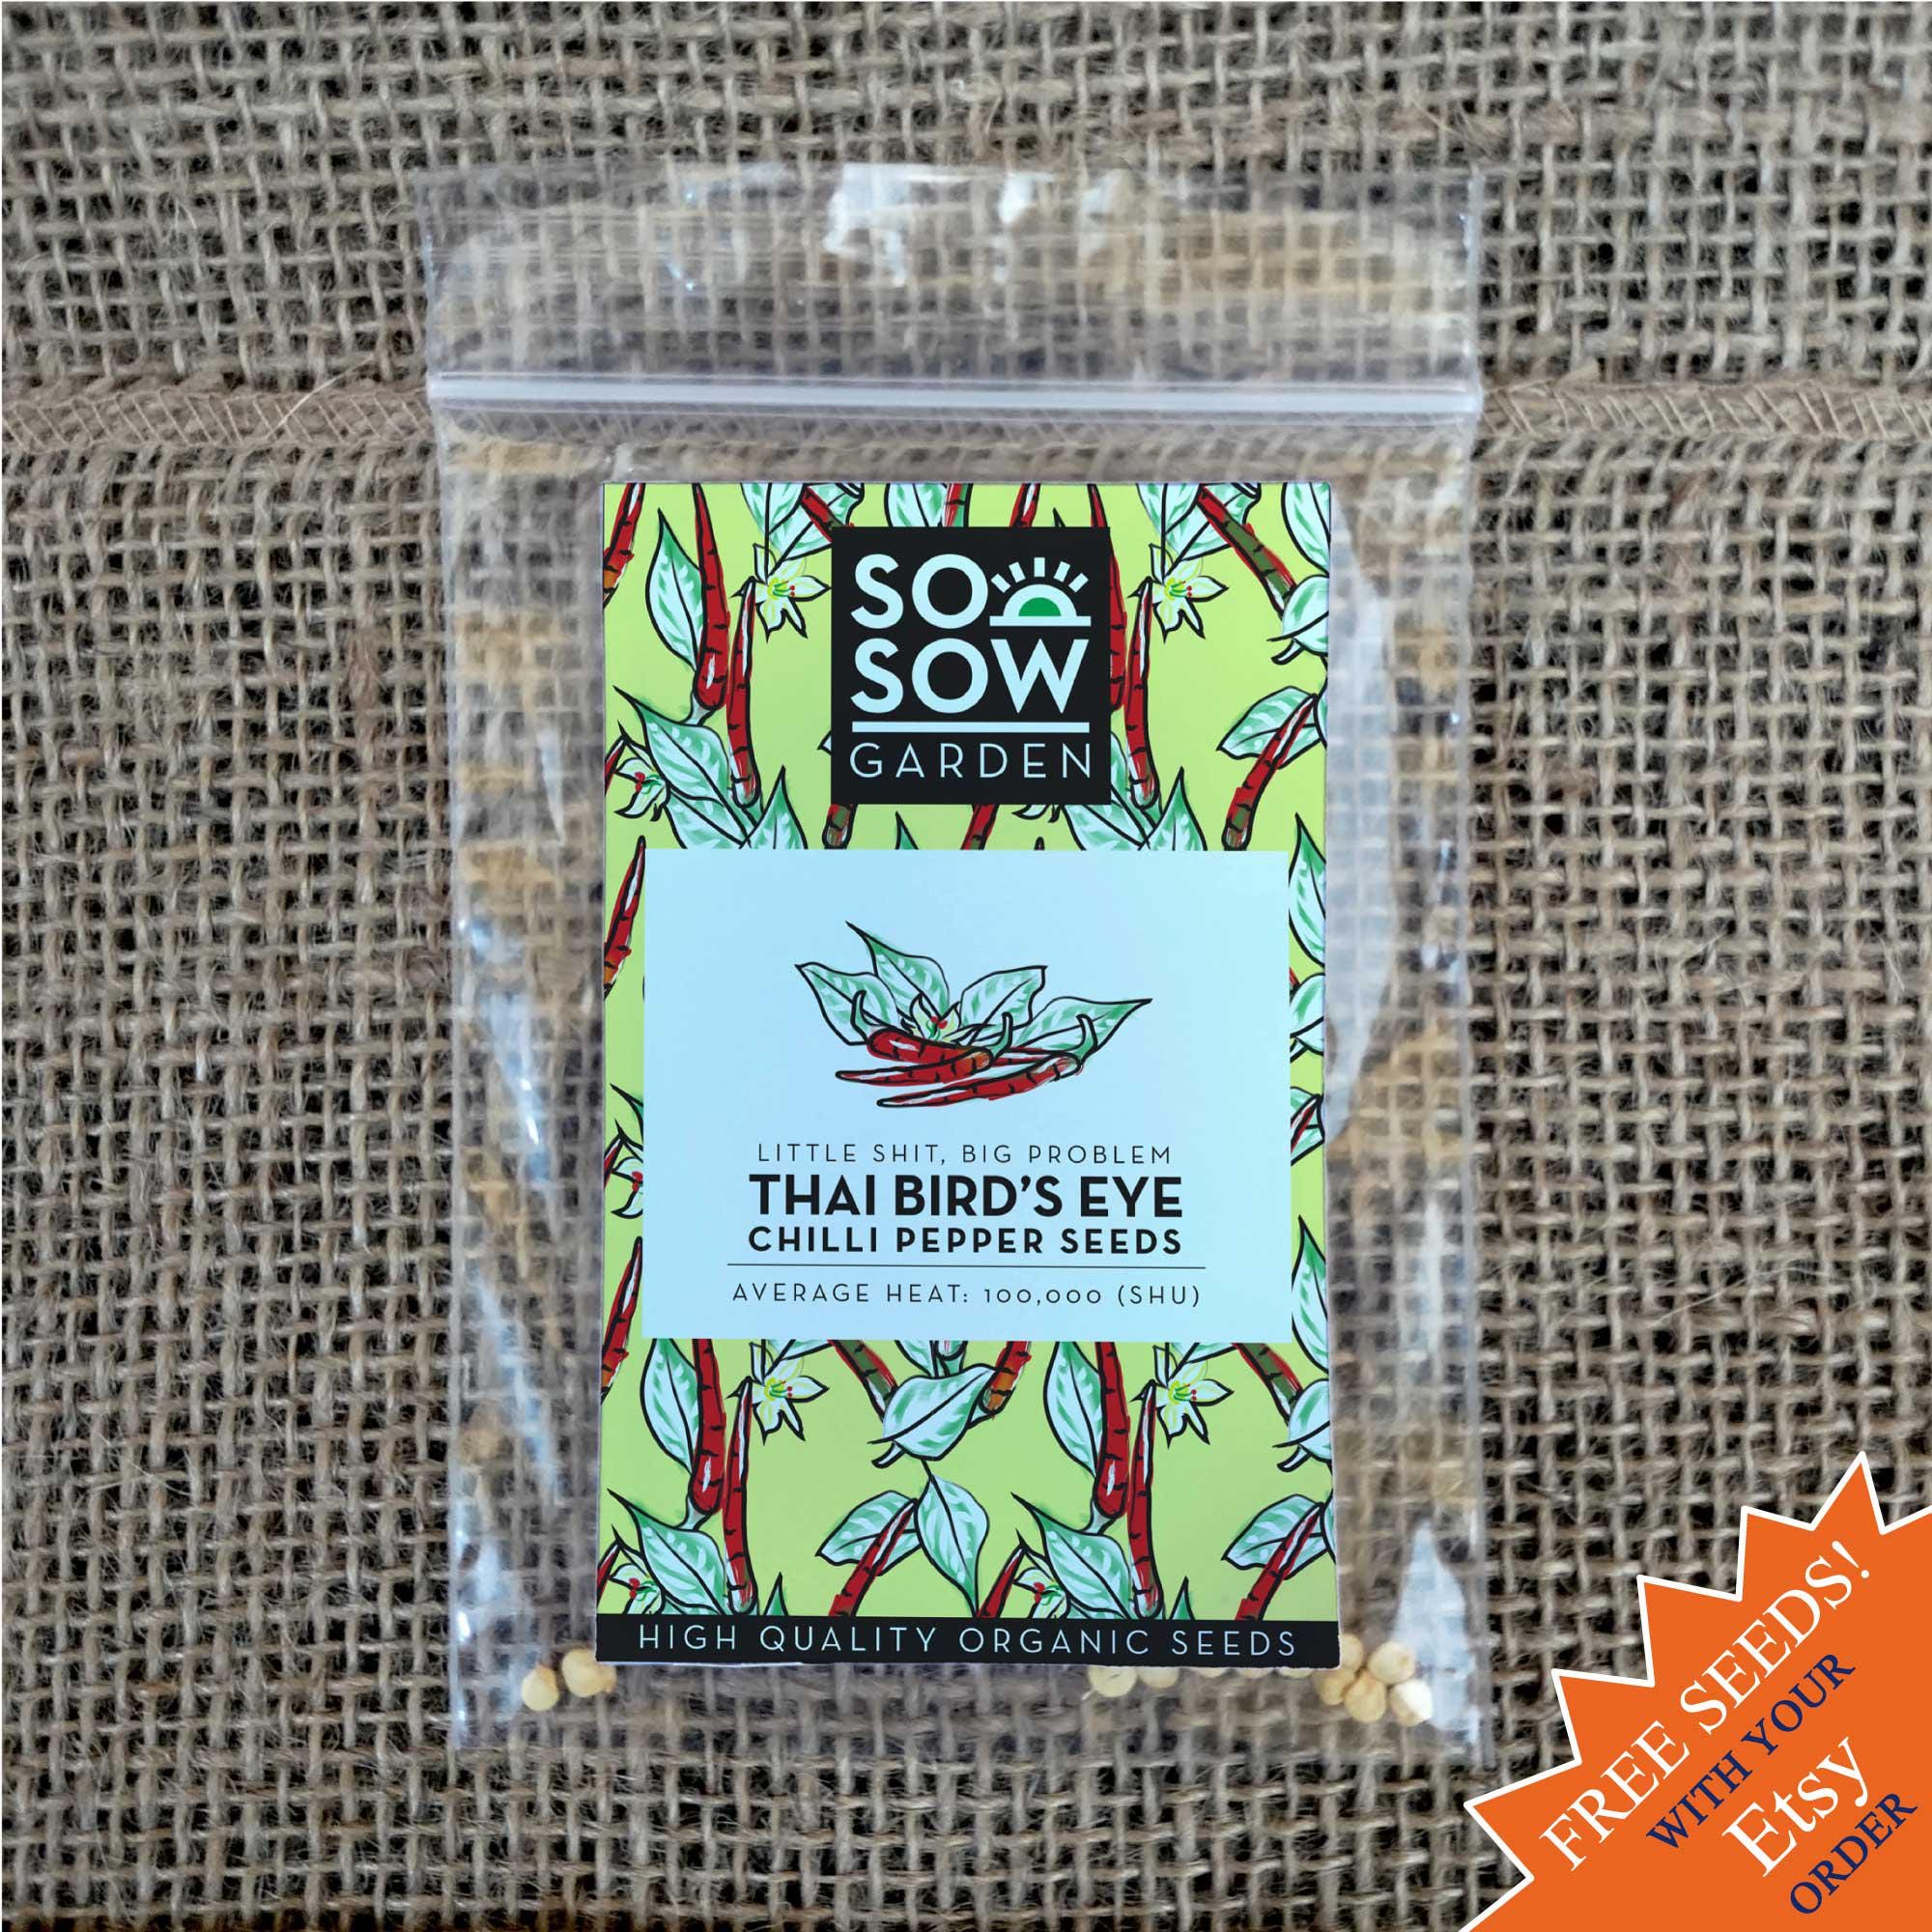 SO
SOW
GARDEN
LITTLE SHIT, BIG PROBLEM
THAI BIRD'S EYE
CHILLI PEPPER SEEDS
AVERAGE HEAT: 100,000 (SHU)
HIGH QUALITY ORGANIC SEEDS
FREE SEEDS!
WITH YOUR
Etsy
ORDER